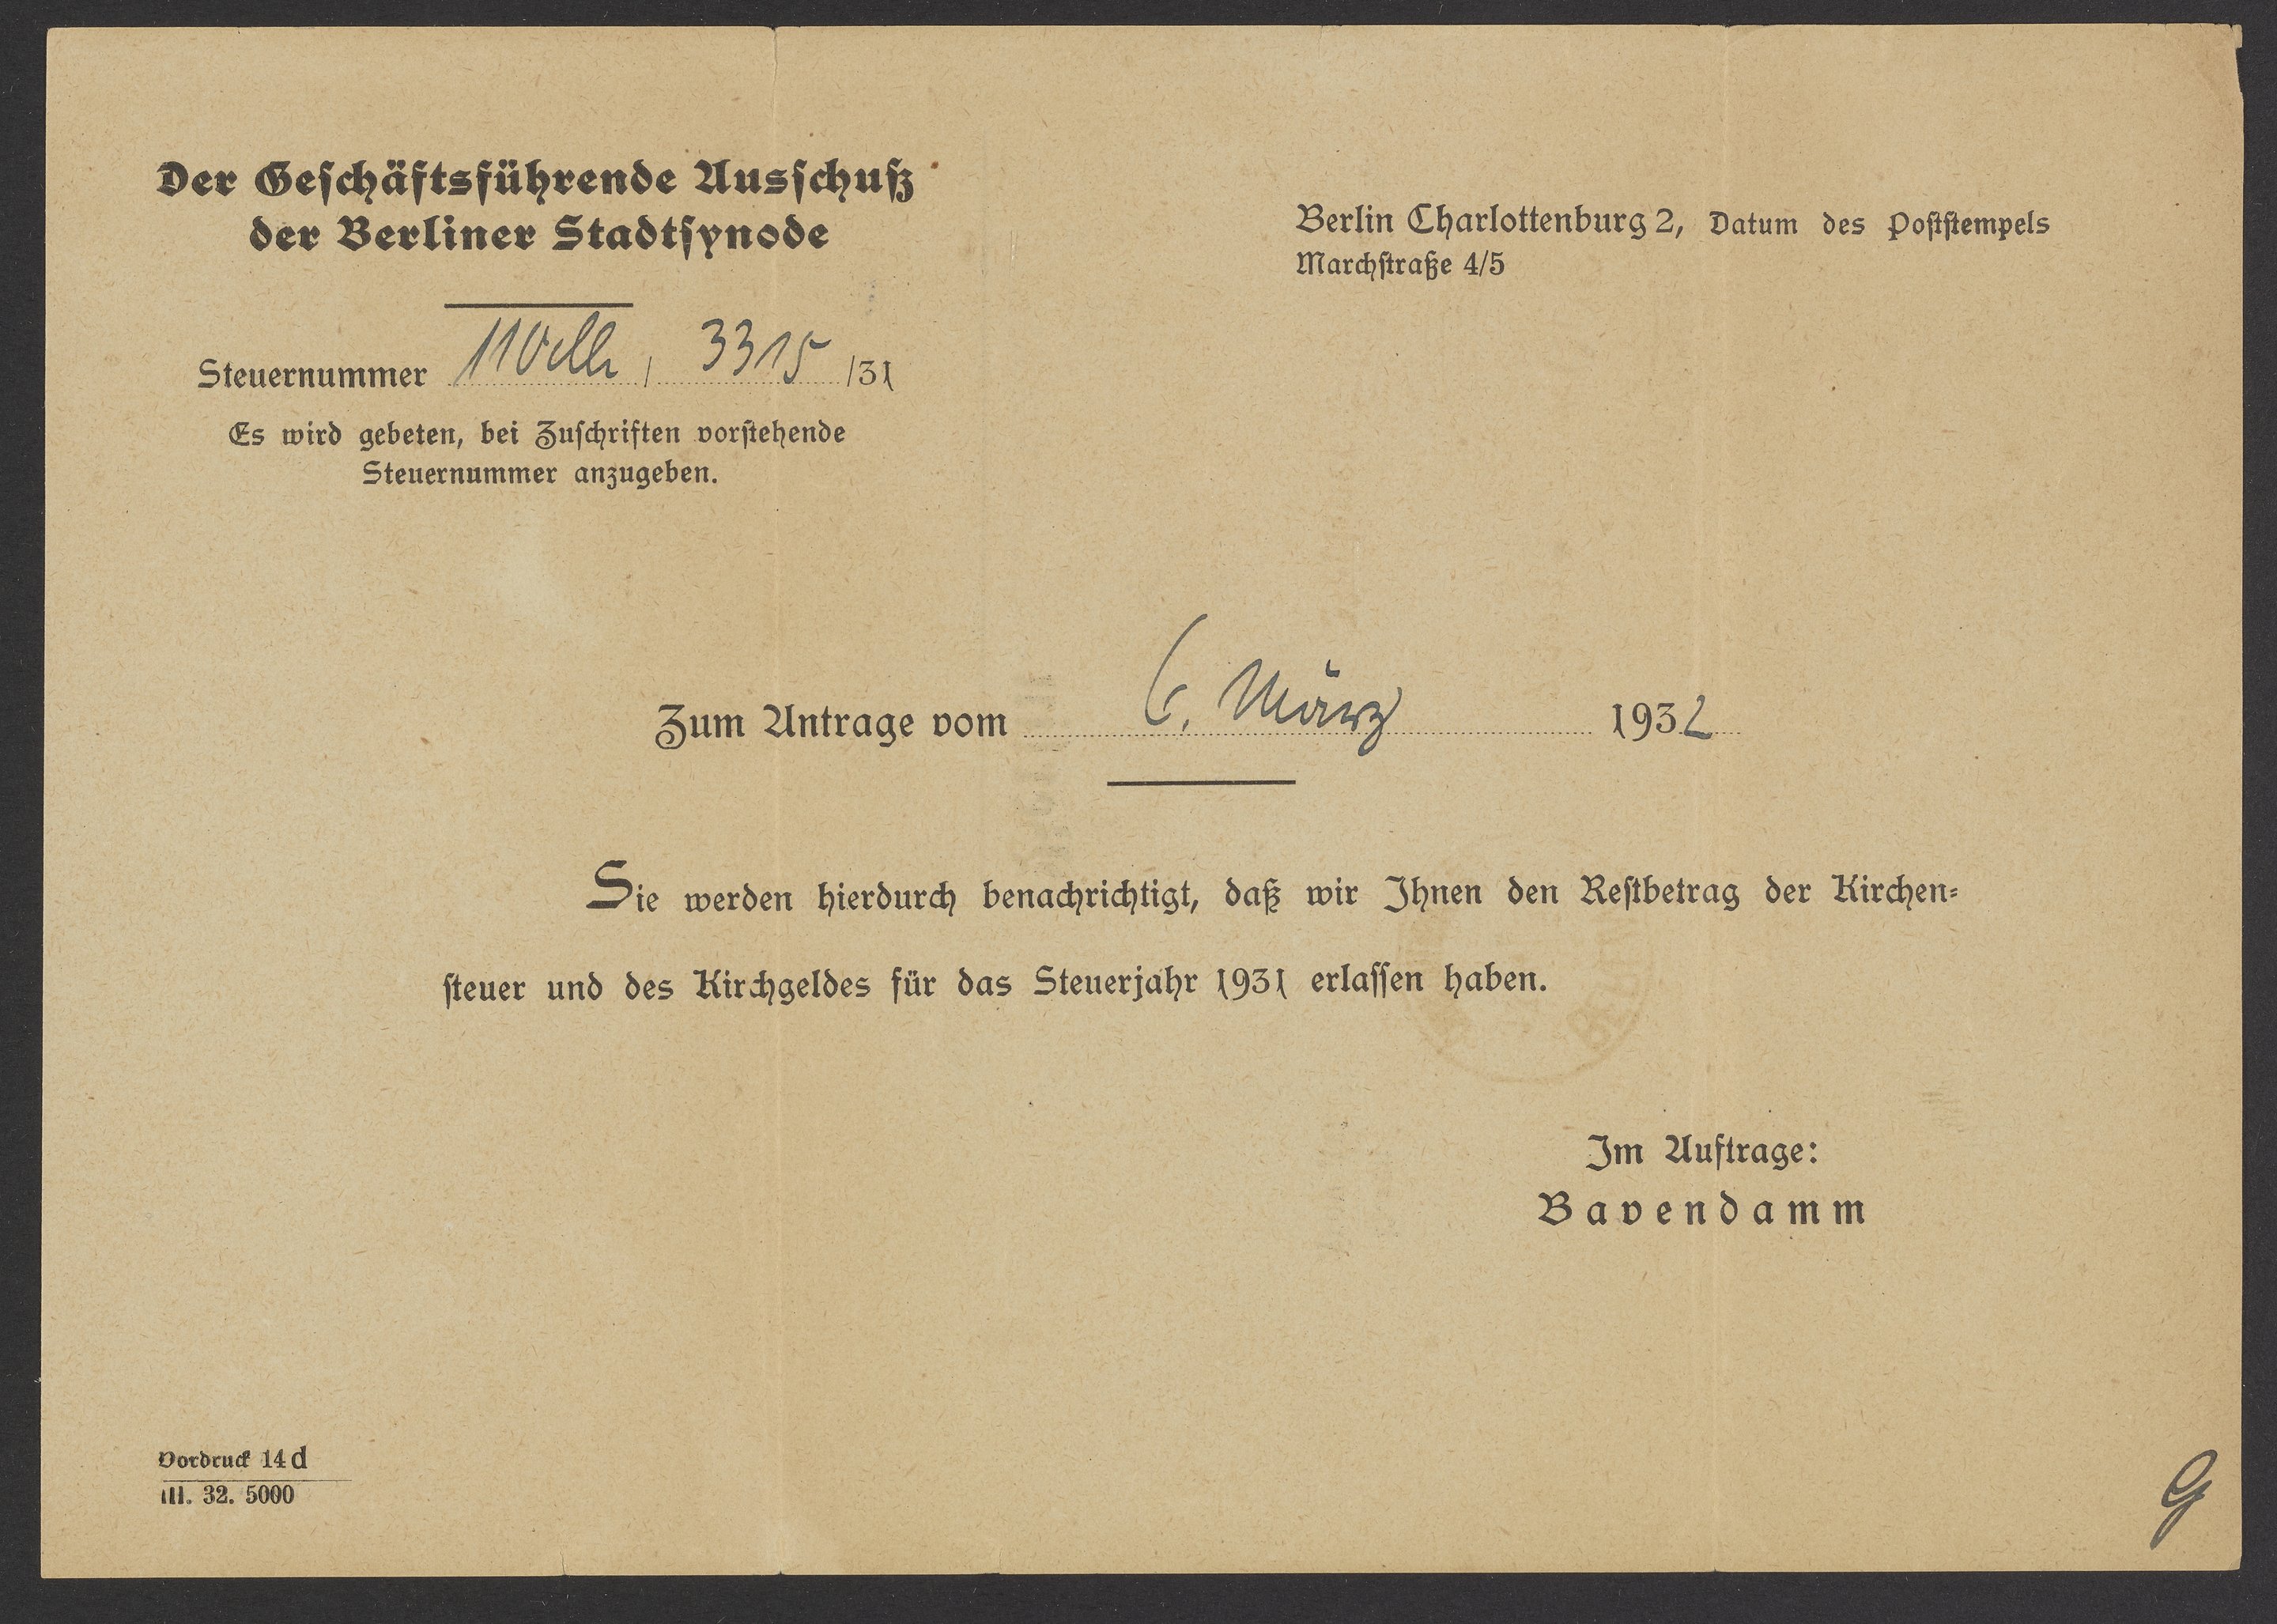 Der Geschäftsführende Ausschuß
der Berliner Stadtsynode
Berlin Charlottenburg 2, Datum des Poststempels
Marchstraße 4/5
Steuernummer / 3315 /31
Es wird gebeten, bei Zuschriften vorstehende
Steuernummer anzugeben.
Zum Antrage vom 6. März 1932
Sie werden hierdurch benachrichtigt, daß wir Ihnen den Restbetrag der Kirchen-
steuer und des Kirchgeldes für das Steuerjahr 1931 erlassen haben.
Im Auftrage:
Bavendamm
Vordruck 14 d
III. 32. 5000